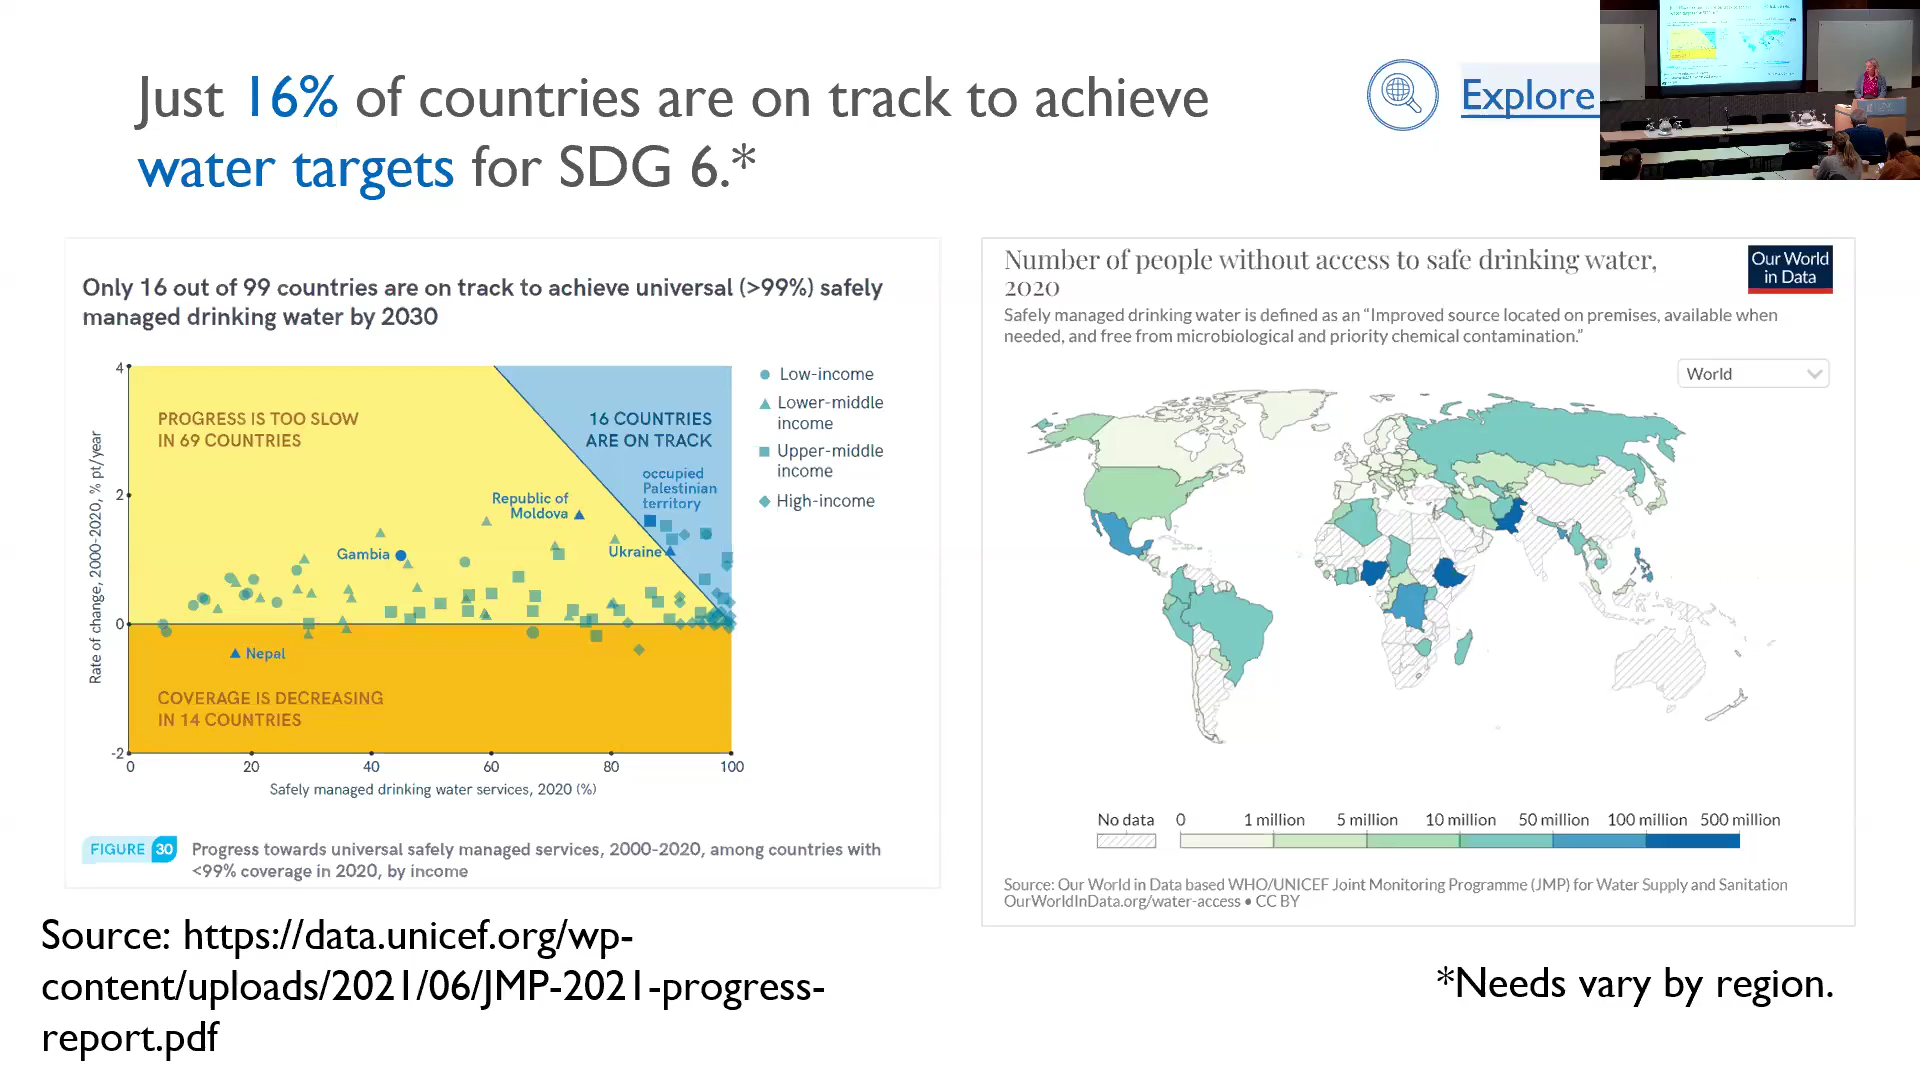 Just 16% of countries are on track to achieve
water targets for SDG 6.*
Explore
Only 16 out of 99 countries are on track to achieve universal (>99%) safely
managed drinking water by 2030
Rate of change, 2000-2020, % pt/year
4
2
0
-2
PROGRESS IS TOO SLOW
IN 69 COUNTRIES
16 COUNTRIES
ARE ON TRACK
occupied
Palestinian
territory
Republic of
Moldova
Ukraine
Gambia
Nepal
COVERAGE IS DECREASING
IN 14 COUNTRIES
0
20
40
60
80
100
Safely managed drinking water services, 2020 (%)
Low-income
Lower-middle
income
Upper-middle
income
High-income
FIGURE 30
Progress towards universal safely managed services, 2000-2020, among countries with
<99% coverage in 2020, by income
Source: https://data.unicef.org/wp-
content/uploads/2021/06/JMP-2021-progress-
report.pdf
Number of people without access to safe drinking water,
2020
Our World
in Data
Safely managed drinking water is defined as an “Improved source located on premises, available when
needed, and free from microbiological and priority chemical contamination.”
World
No data
0
1 million
5 million
10 million
50 million
100 million
500 million
Source: Our World in Data based WHO/UNICEF Joint Monitoring Programme (JMP) for Water Supply and Sanitation
OurWorldInData.org/water-access • CC BY
*Needs vary by region.